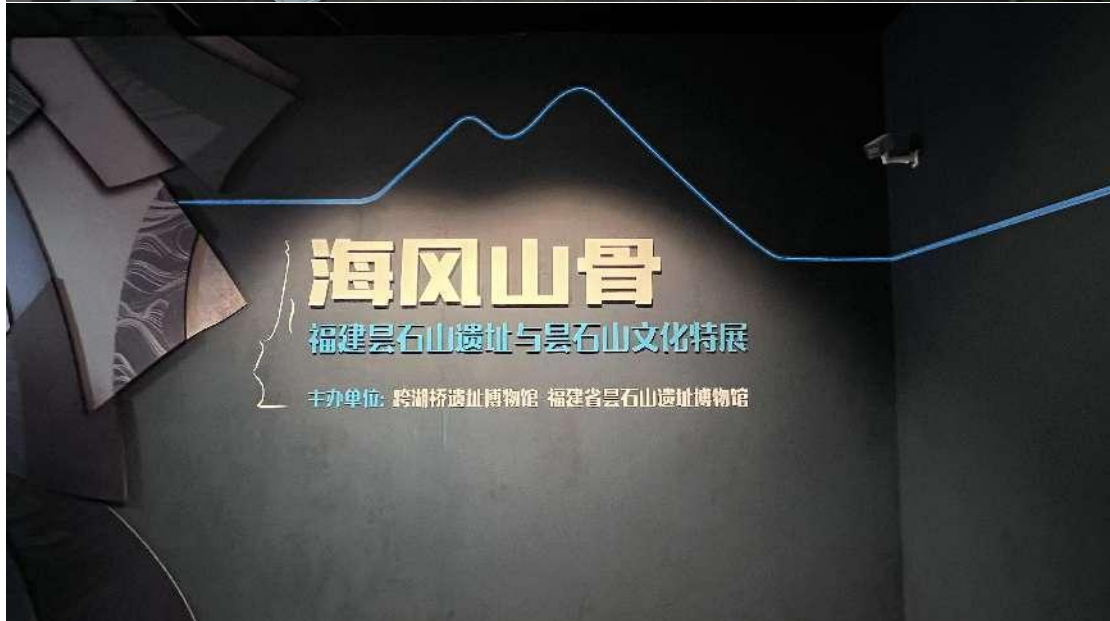 海风山骨
福建昙石山遗址与昙石山文化特展
主办单位: 跨湖桥遗址博物馆 福建省昙石山遗址博物馆